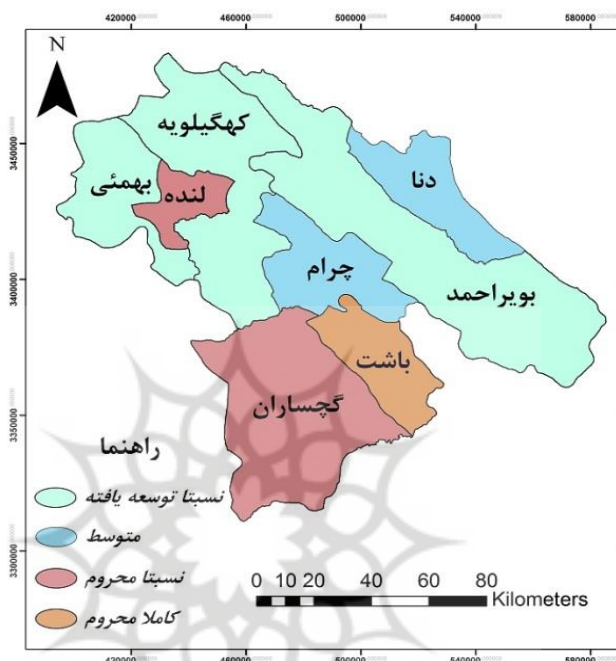 420000 460000 500000 540000 580000
N
3450000
3400000
3350000
3300000
کهگیلویه
بهمئی
لنده
دنا
چرام
بویراحمد
باشت
گچساران
راهنما
نسبتا توسعه یافته
متوسط
نسبتا محروم
کاملا محروم
0 10 20 40 60 80
Kilometers
420000 460000 500000 540000 580000